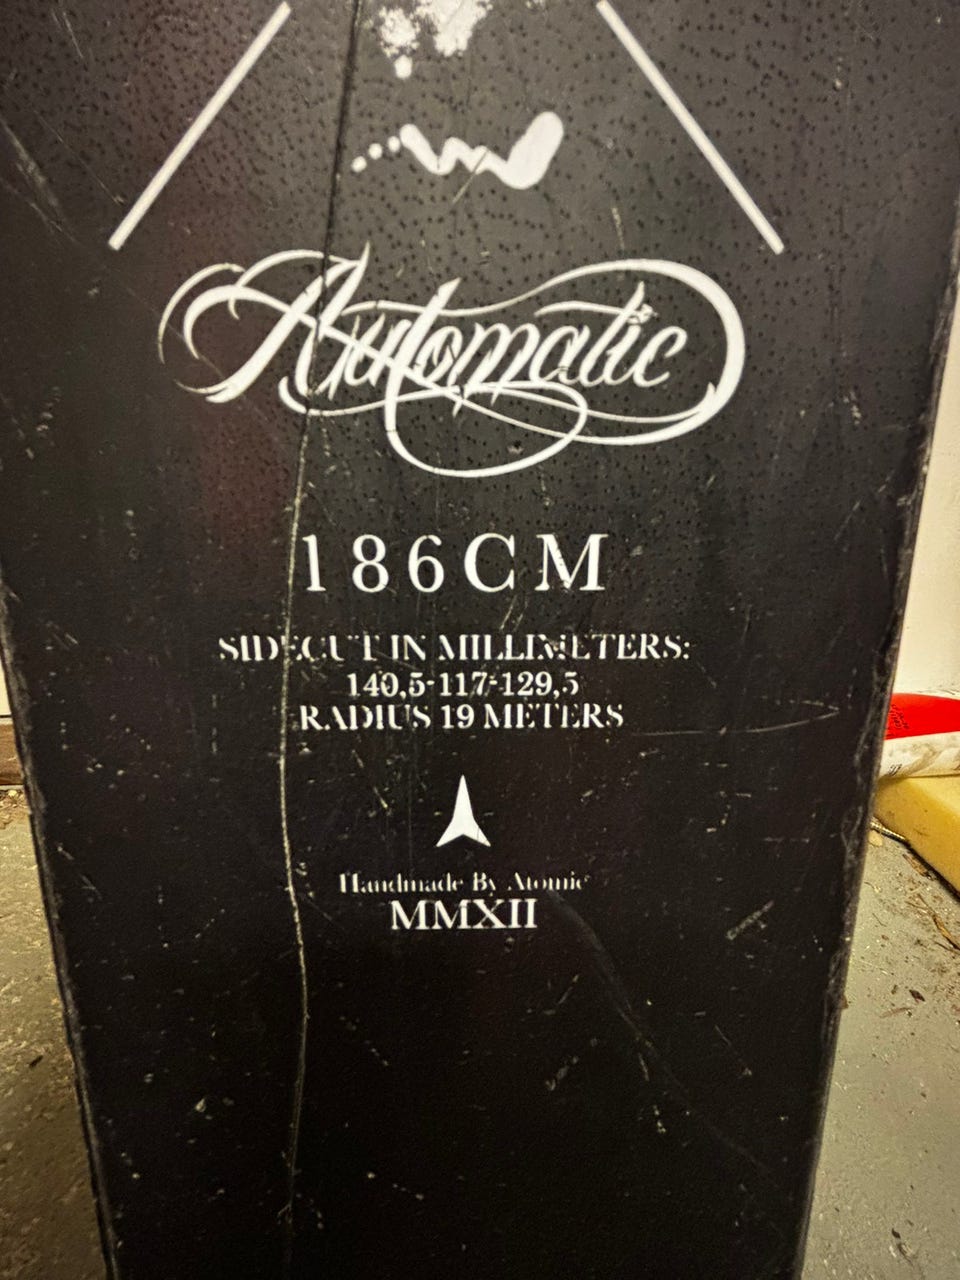 Automatic
186CM
SIDECUT IN MILLIMETERS:
140,5-117-129,5
RADIUS 19 METERS
Handmade By Atomic
MMXII